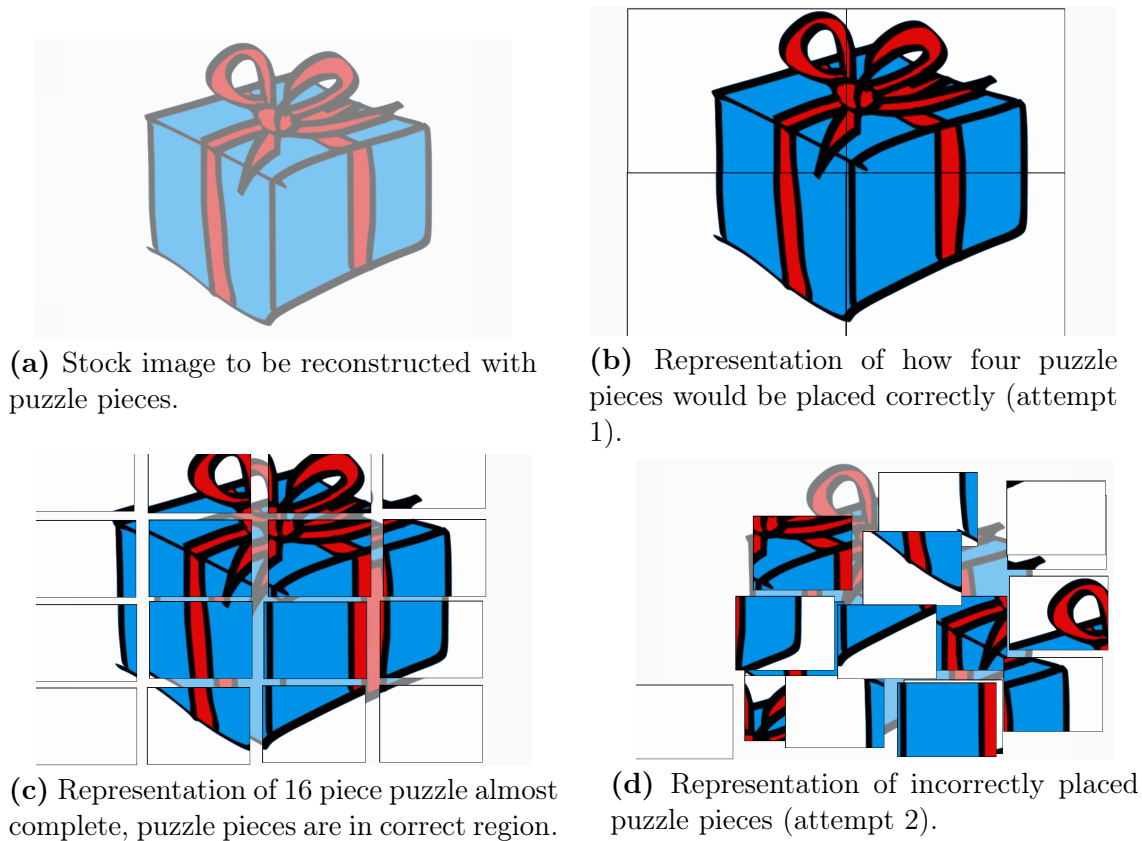 (a) Stock image to be reconstructed with
puzzle pieces.
(b) Representation of how four puzzle
pieces would be placed correctly (attempt
1).
(c) Representation of 16 piece puzzle almost
complete, puzzle pieces are in correct region.
(d) Representation of incorrectly placed
puzzle pieces (attempt 2).